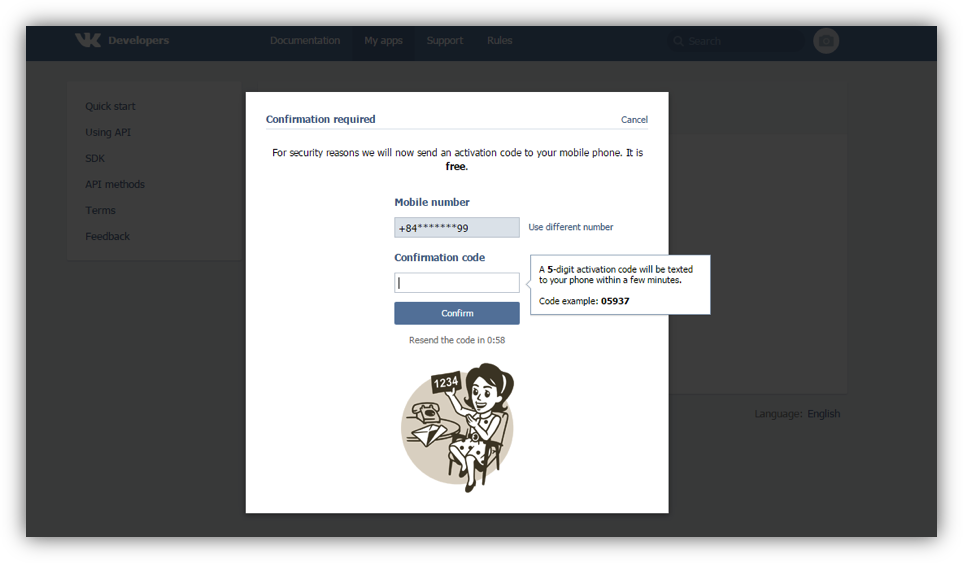 Developers
Documentation My apps Support Rules
Search
Quick start
Using API
SDK
API methods
Terms
Feedback
Confirmation required
Cancel
For security reasons we will now send an activation code to your mobile phone. It is
free.
Mobile number
+84*******99
Use different number
Confirmation code
A 5-digit activation code will be texted
to your phone within a few minutes.
Code example: 05937
Confirm
Resend the code in 0:58
1234
Language: English